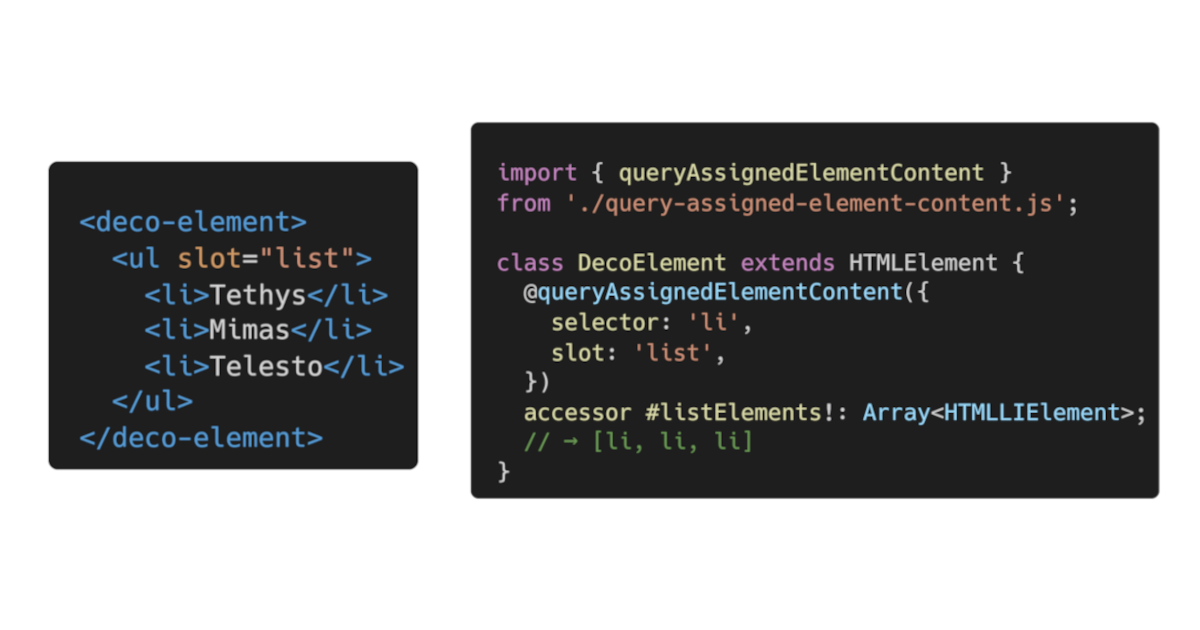 <deco-element>
  <ul slot="list">
    <li>Tethys</li>
    <li>Mimas</li>
    <li>Telesto</li>
  </ul>
</deco-element>
import { queryAssignedElementContent }
from './query-assigned-element-content.js';

class DecoElement extends HTMLElement {
  @queryAssignedElementContent({
    selector: 'li',
    slot: 'list',
  })
  accessor #listElements!: Array<HTMLLIElement>;
  // → [li, li, li]
}